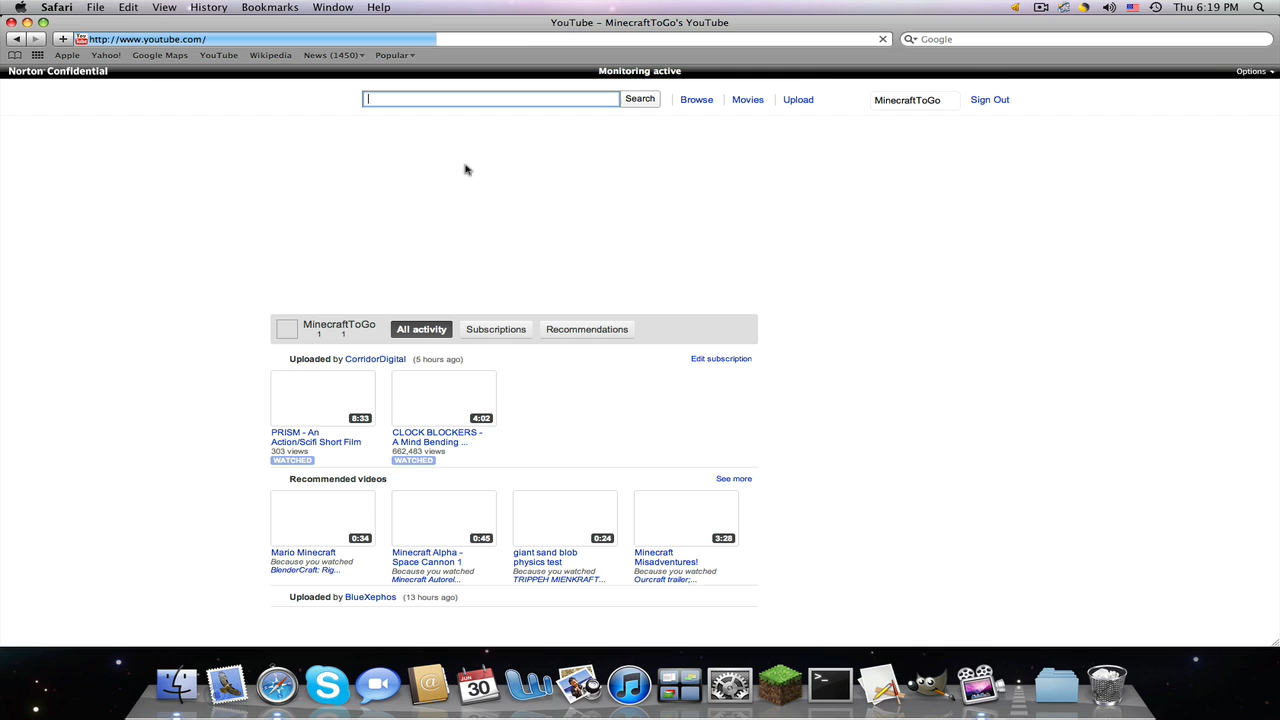 Safari File Edit View History Bookmarks Window Help Thu 6:19 PM
YouTube – MinecraftToGo's YouTube
You Tube http://www.youtube.com/ Google
Apple Yahoo! Google Maps YouTube Wikipedia News (1450) Popular
Norton Confidential Monitoring active Options
Search Browse Movies Upload MinecraftToGo Sign Out
MinecraftToGo All activity Subscriptions Recommendations
1 1
Uploaded by CorridorDigital (5 hours ago) Edit subscription
8:33 4:02
PRISM - An CLOCK BLOCKERS -
Action/Scifi Short Film A Mind Bending ...
303 views 662,483 views
WATCHED WATCHED
Recommended videos See more
0:34 0:45 0:24 3:28
Mario Minecraft Minecraft Alpha - giant sand blob Minecraft
Space Cannon 1 physics test Misadventures!
Because you watched Because you watched Because you watched Because you watched
BlenderCraft: Rig... Minecraft Autorel... TRIPPEH MIENKRAFT... Ourcraft trailer;...
Uploaded by BlueXephos (13 hours ago)
JUN
30